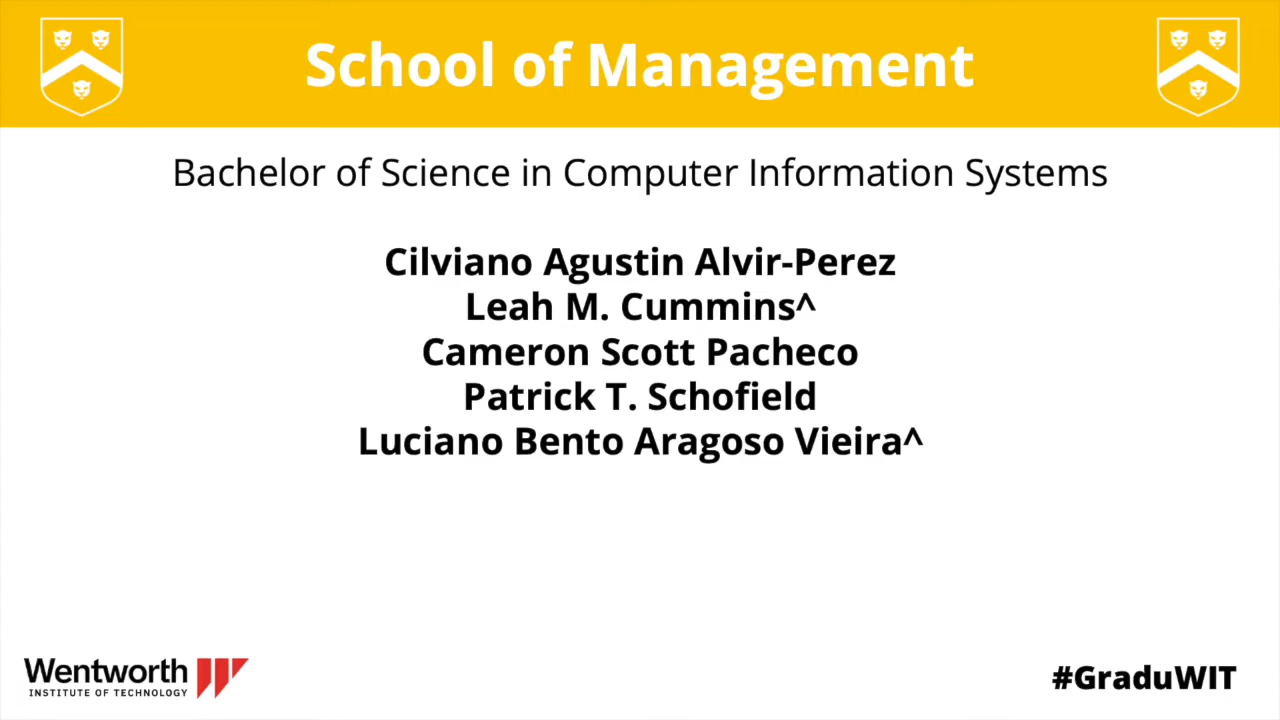 School of Management
Bachelor of Science in Computer Information Systems
Cilviano Agustin Alvir-Perez
Leah M. Cummins^
Cameron Scott Pacheco
Patrick T. Schofield
Luciano Bento Aragoso Vieira^
Wentworth
INSTITUTE OF TECHNOLOGY
#GraduWIT